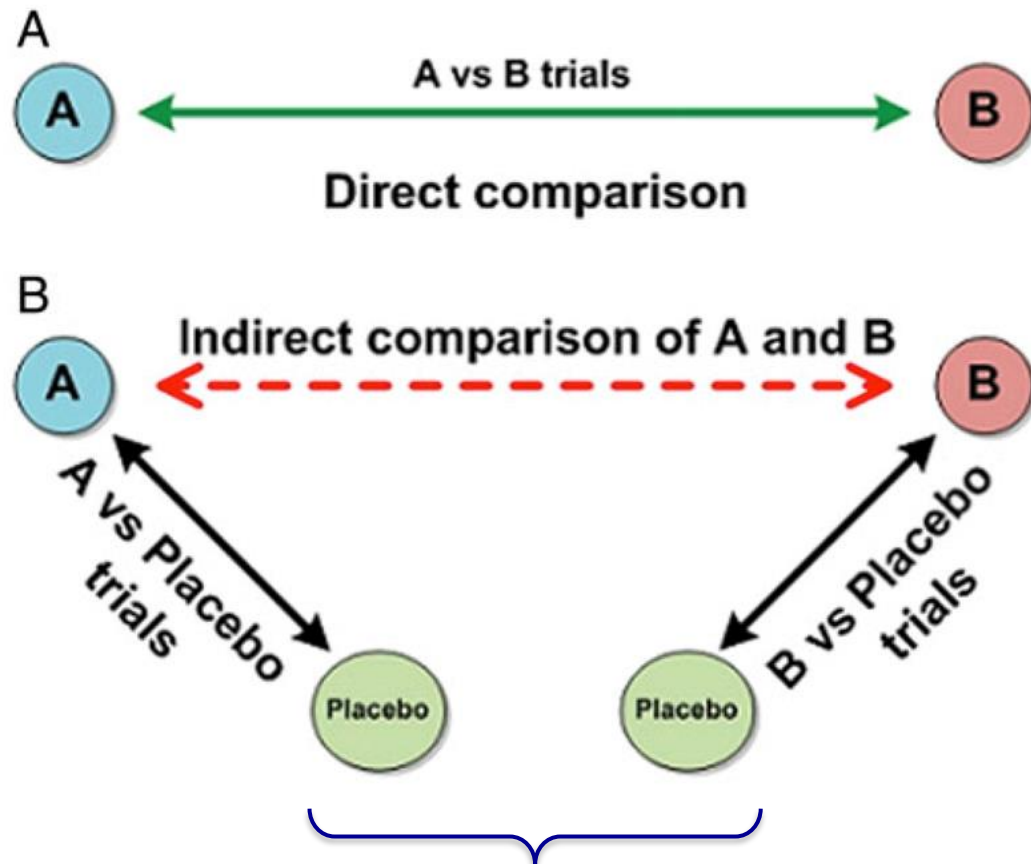 A
A vs B trials
A
B
Direct comparison
B
Indirect comparison of A and B
A
B
A vs Placebo
trials
B vs Placebo
trials
Placebo
Placebo